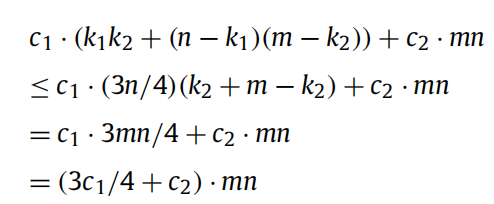 c₁ · (k₁k₂ + (n − k₁)(m − k₂)) + c₂ · mn
≤ c₁ · (3n/4)(k₂ + m − k₂) + c₂ · mn
= c₁ · 3mn/4 + c₂ · mn
= (3c₁/4 + c₂) · mn